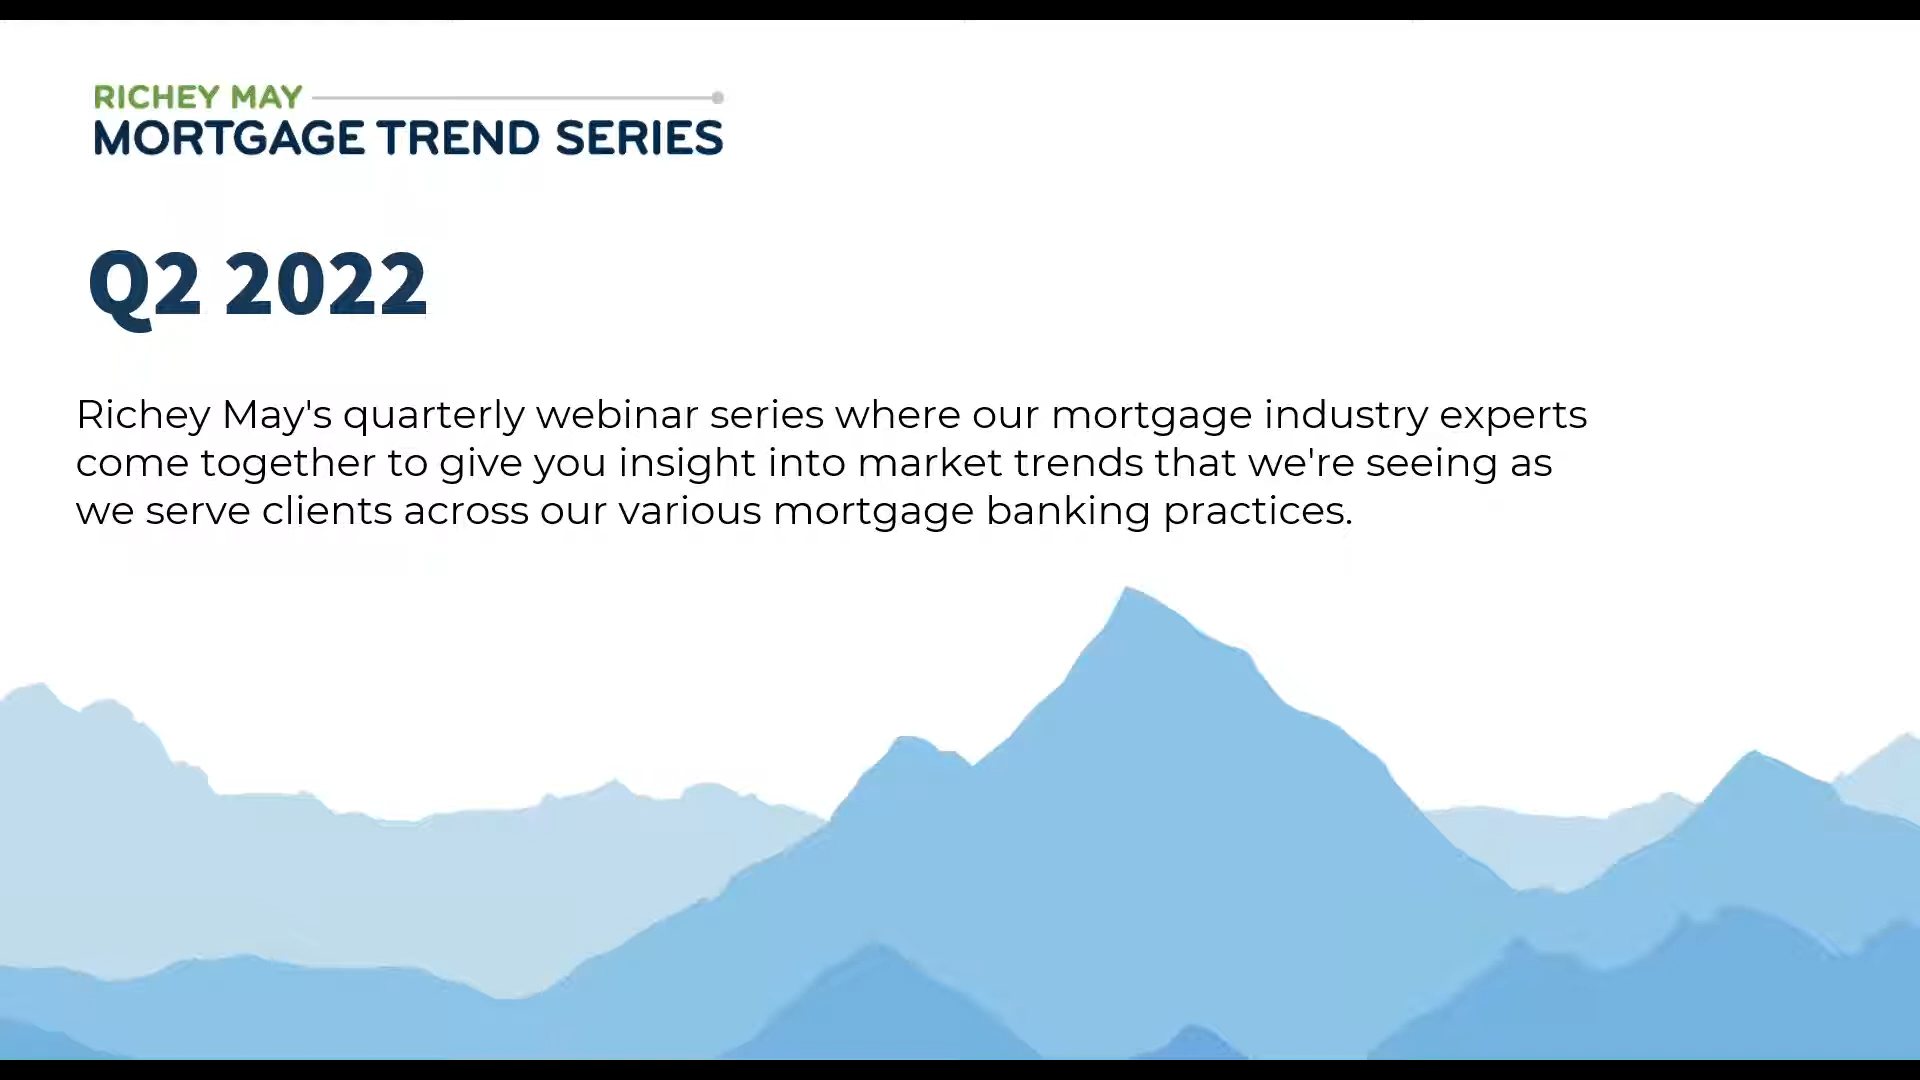 RICHEY MAY
MORTGAGE TREND SERIES
Q2 2022
Richey May's quarterly webinar series where our mortgage industry experts
come together to give you insight into market trends that we're seeing as
we serve clients across our various mortgage banking practices.